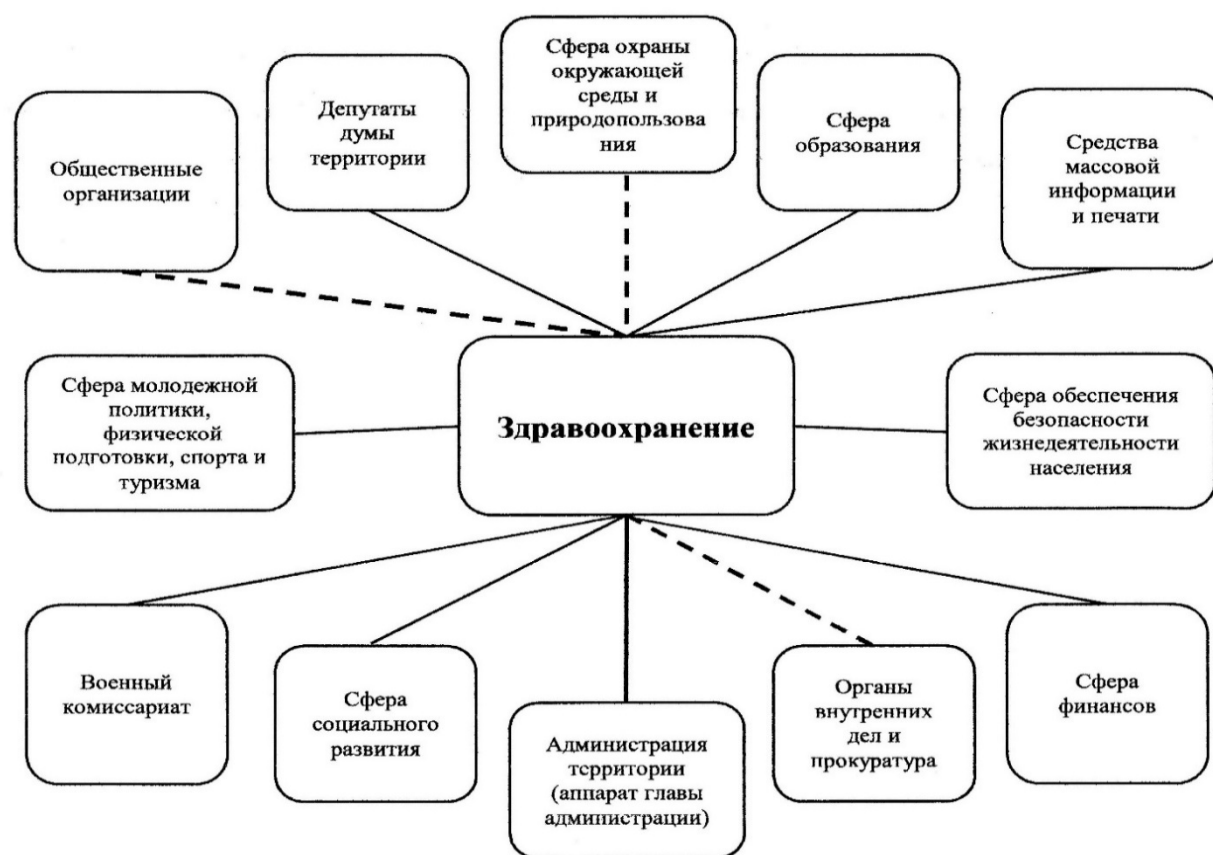 Сфера охраны
окружающей
среды и
природопользова
ния
Депутаты
думы
территории
Сфера
образования
Общественные
организации
Средства
массовой
информации
и печати
Сфера молодежной
политики,
физической
подготовки, спорта и
туризма
Здравоохранение
Сфера обеспечения
безопасности
жизнедеятельности
населения
Военный
комиссариат
Сфера
социального
развития
Администрация
территории
(аппарат главы
администрации)
Органы
внутренних
дел и
прокуратура
Сфера
финансов